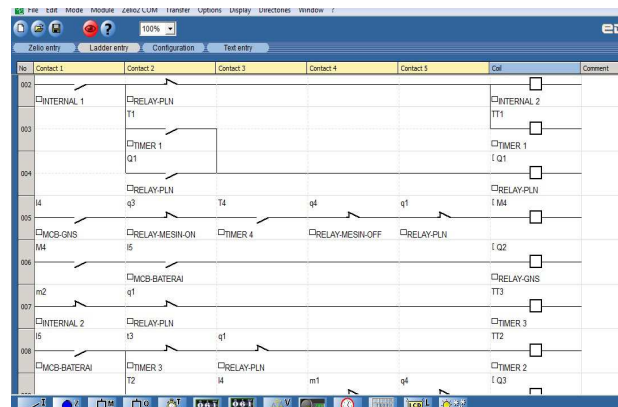 File Edit Mode Module Zelio2 COM Transfer Options Display Directories Window ?
100%
Zelio entry Ladder entry Configuration Text entry
No Contact 1 Contact 2 Contact 3 Contact 4 Contact 5 Coil Comment
002
INTERNAL 1 RELAY-PLN INTERNAL 2
T1 TT1
003
TIMER 1 TIMER 1
Q1 [ Q1
004
RELAY-PLN RELAY-PLN
I4 q3 T4 q4 q1 [ M4
005
MCB-GNS RELAY-MESIN-ON TIMER 4 RELAY-MESIN-OFF RELAY-PLN
M4 I5 [ Q2
006
MCB-BATERAI RELAY-GNS
m2 q1 TT3
007
INTERNAL 2 RELAY-PLN TIMER 3
I5 t3 q1 TT2
008
MCB-BATERAI TIMER 3 RELAY-PLN TIMER 2
T2 I4 m1 q4 [ Q3
I Z M Q T V L